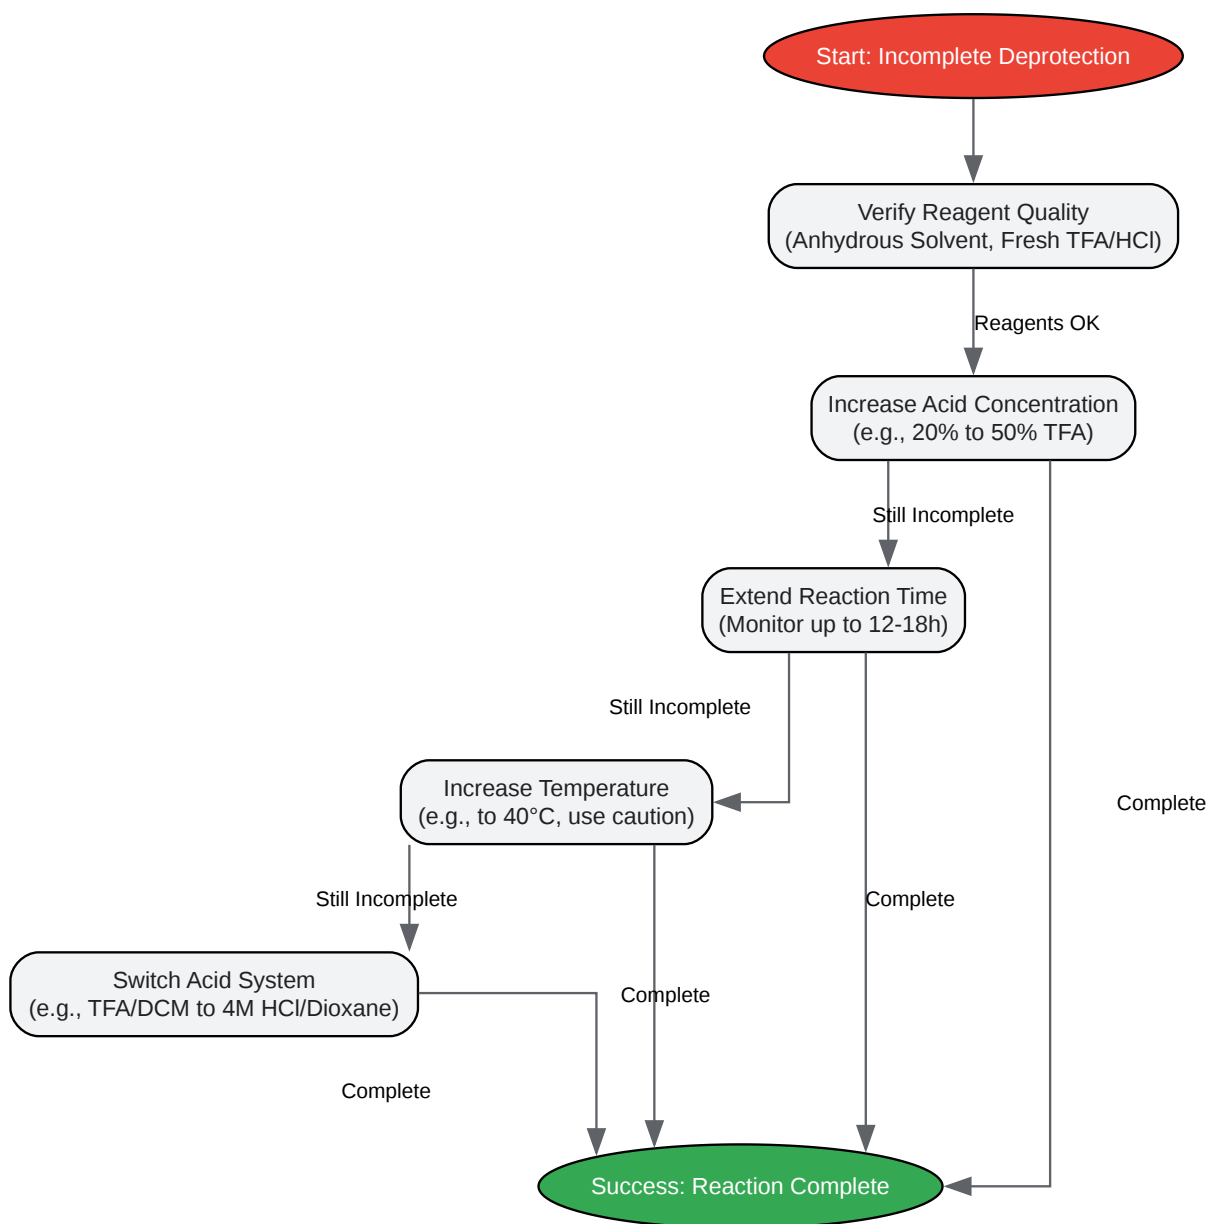 Start: Incomplete Deprotection
Verify Reagent Quality
(Anhydrous Solvent, Fresh TFA/HCl)
Reagents OK
Increase Acid Concentration
(e.g., 20% to 50% TFA)
Still Incomplete
Extend Reaction Time
(Monitor up to 12-18h)
Still Incomplete
Increase Temperature
(e.g., to 40°C, use caution)
Complete
Still Incomplete
Complete
Switch Acid System
(e.g., TFA/DCM to 4M HCl/Dioxane)
Complete
Complete
Success: Reaction Complete